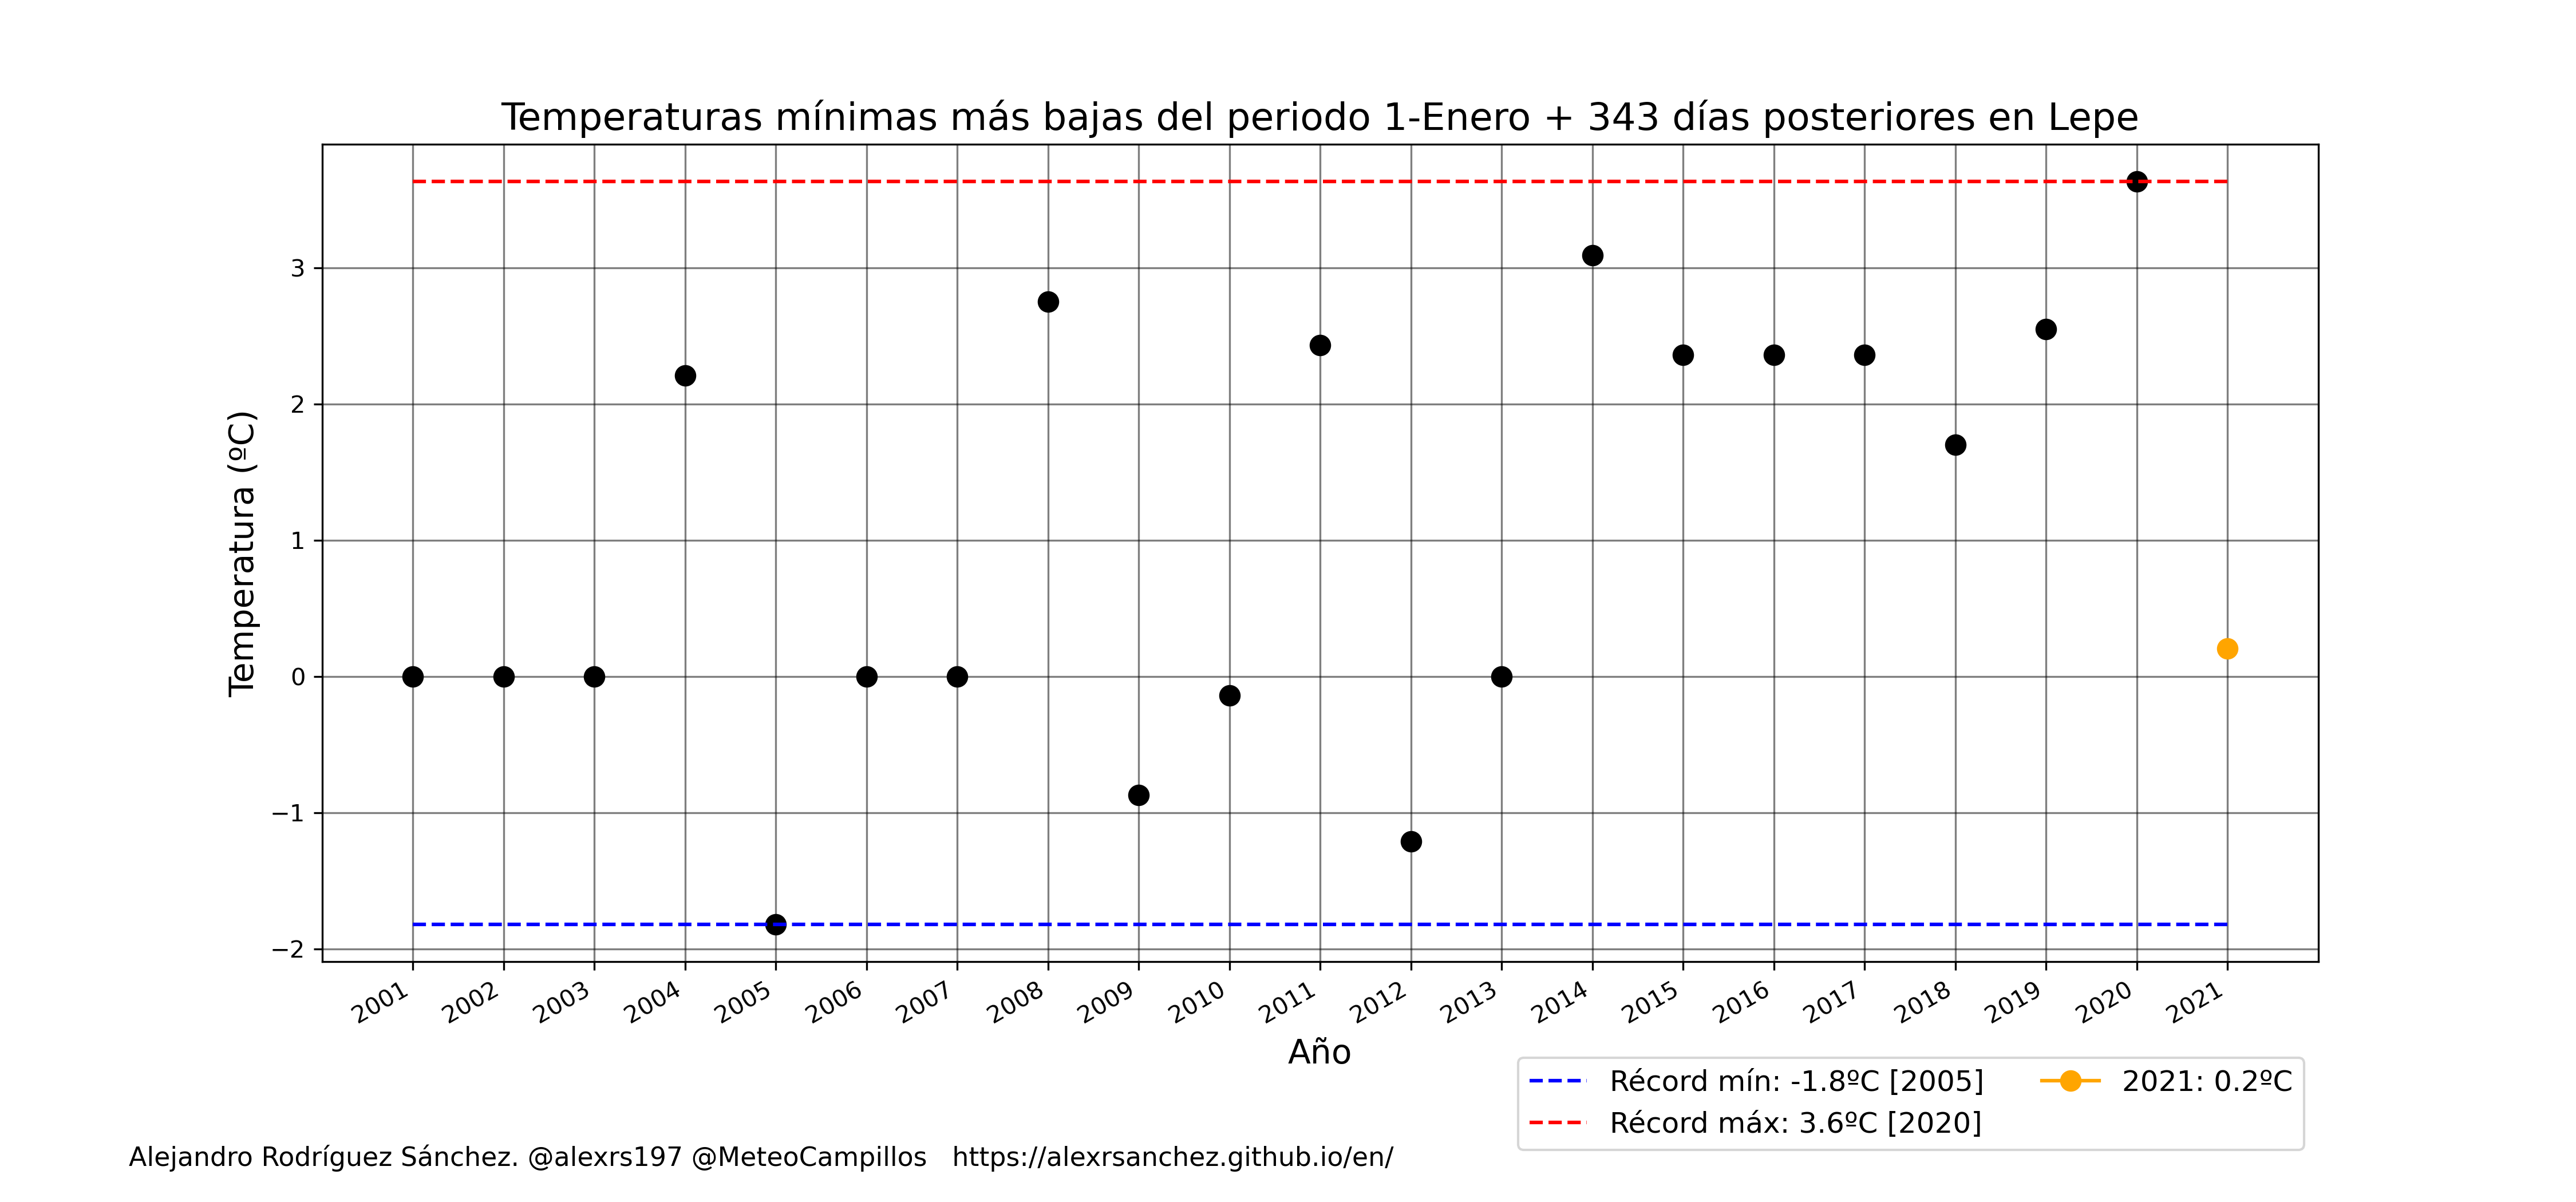 Temperaturas mínimas más bajas del periodo 1-Enero + 343 días posteriores en Lepe
Temperatura (ºC)
3
2
1
0
−1
−2
2001 2002 2003 2004 2005 2006 2007 2008 2009 2010 2011 2012 2013 2014 2015 2016 2017 2018 2019 2020 2021
Año
Récord mín: -1.8ºC [2005]
Récord máx: 3.6ºC [2020]
2021: 0.2ºC
Alejandro Rodríguez Sánchez. @alexrs197 @MeteoCampillos https://alexrsanchez.github.io/en/